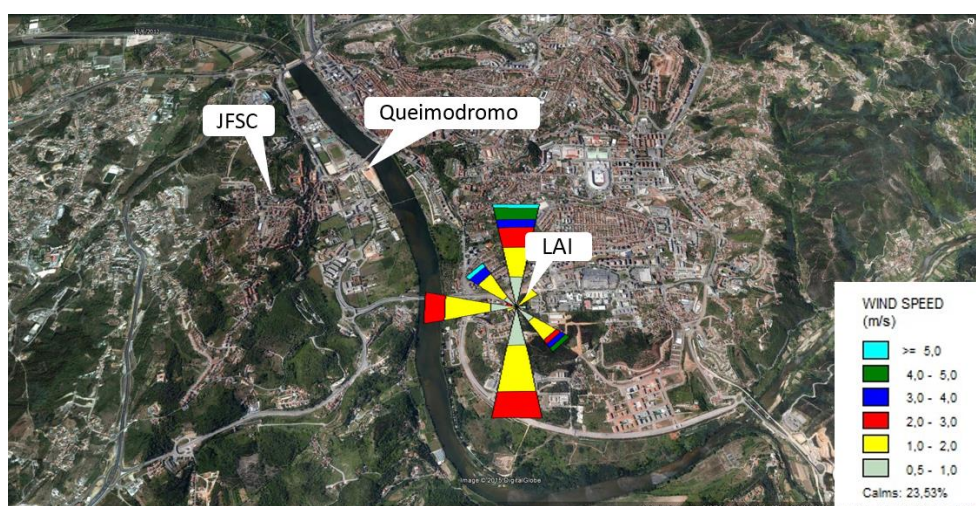 Queimodromo
JFSC
LAI
WIND SPEED
(m/s)
>= 5,0
4,0 - 5,0
3,0 - 4,0
2,0 - 3,0
1,0 - 2,0
0,5 - 1,0
Calms: 23,53%
Image © 2015 DigitalGlobe